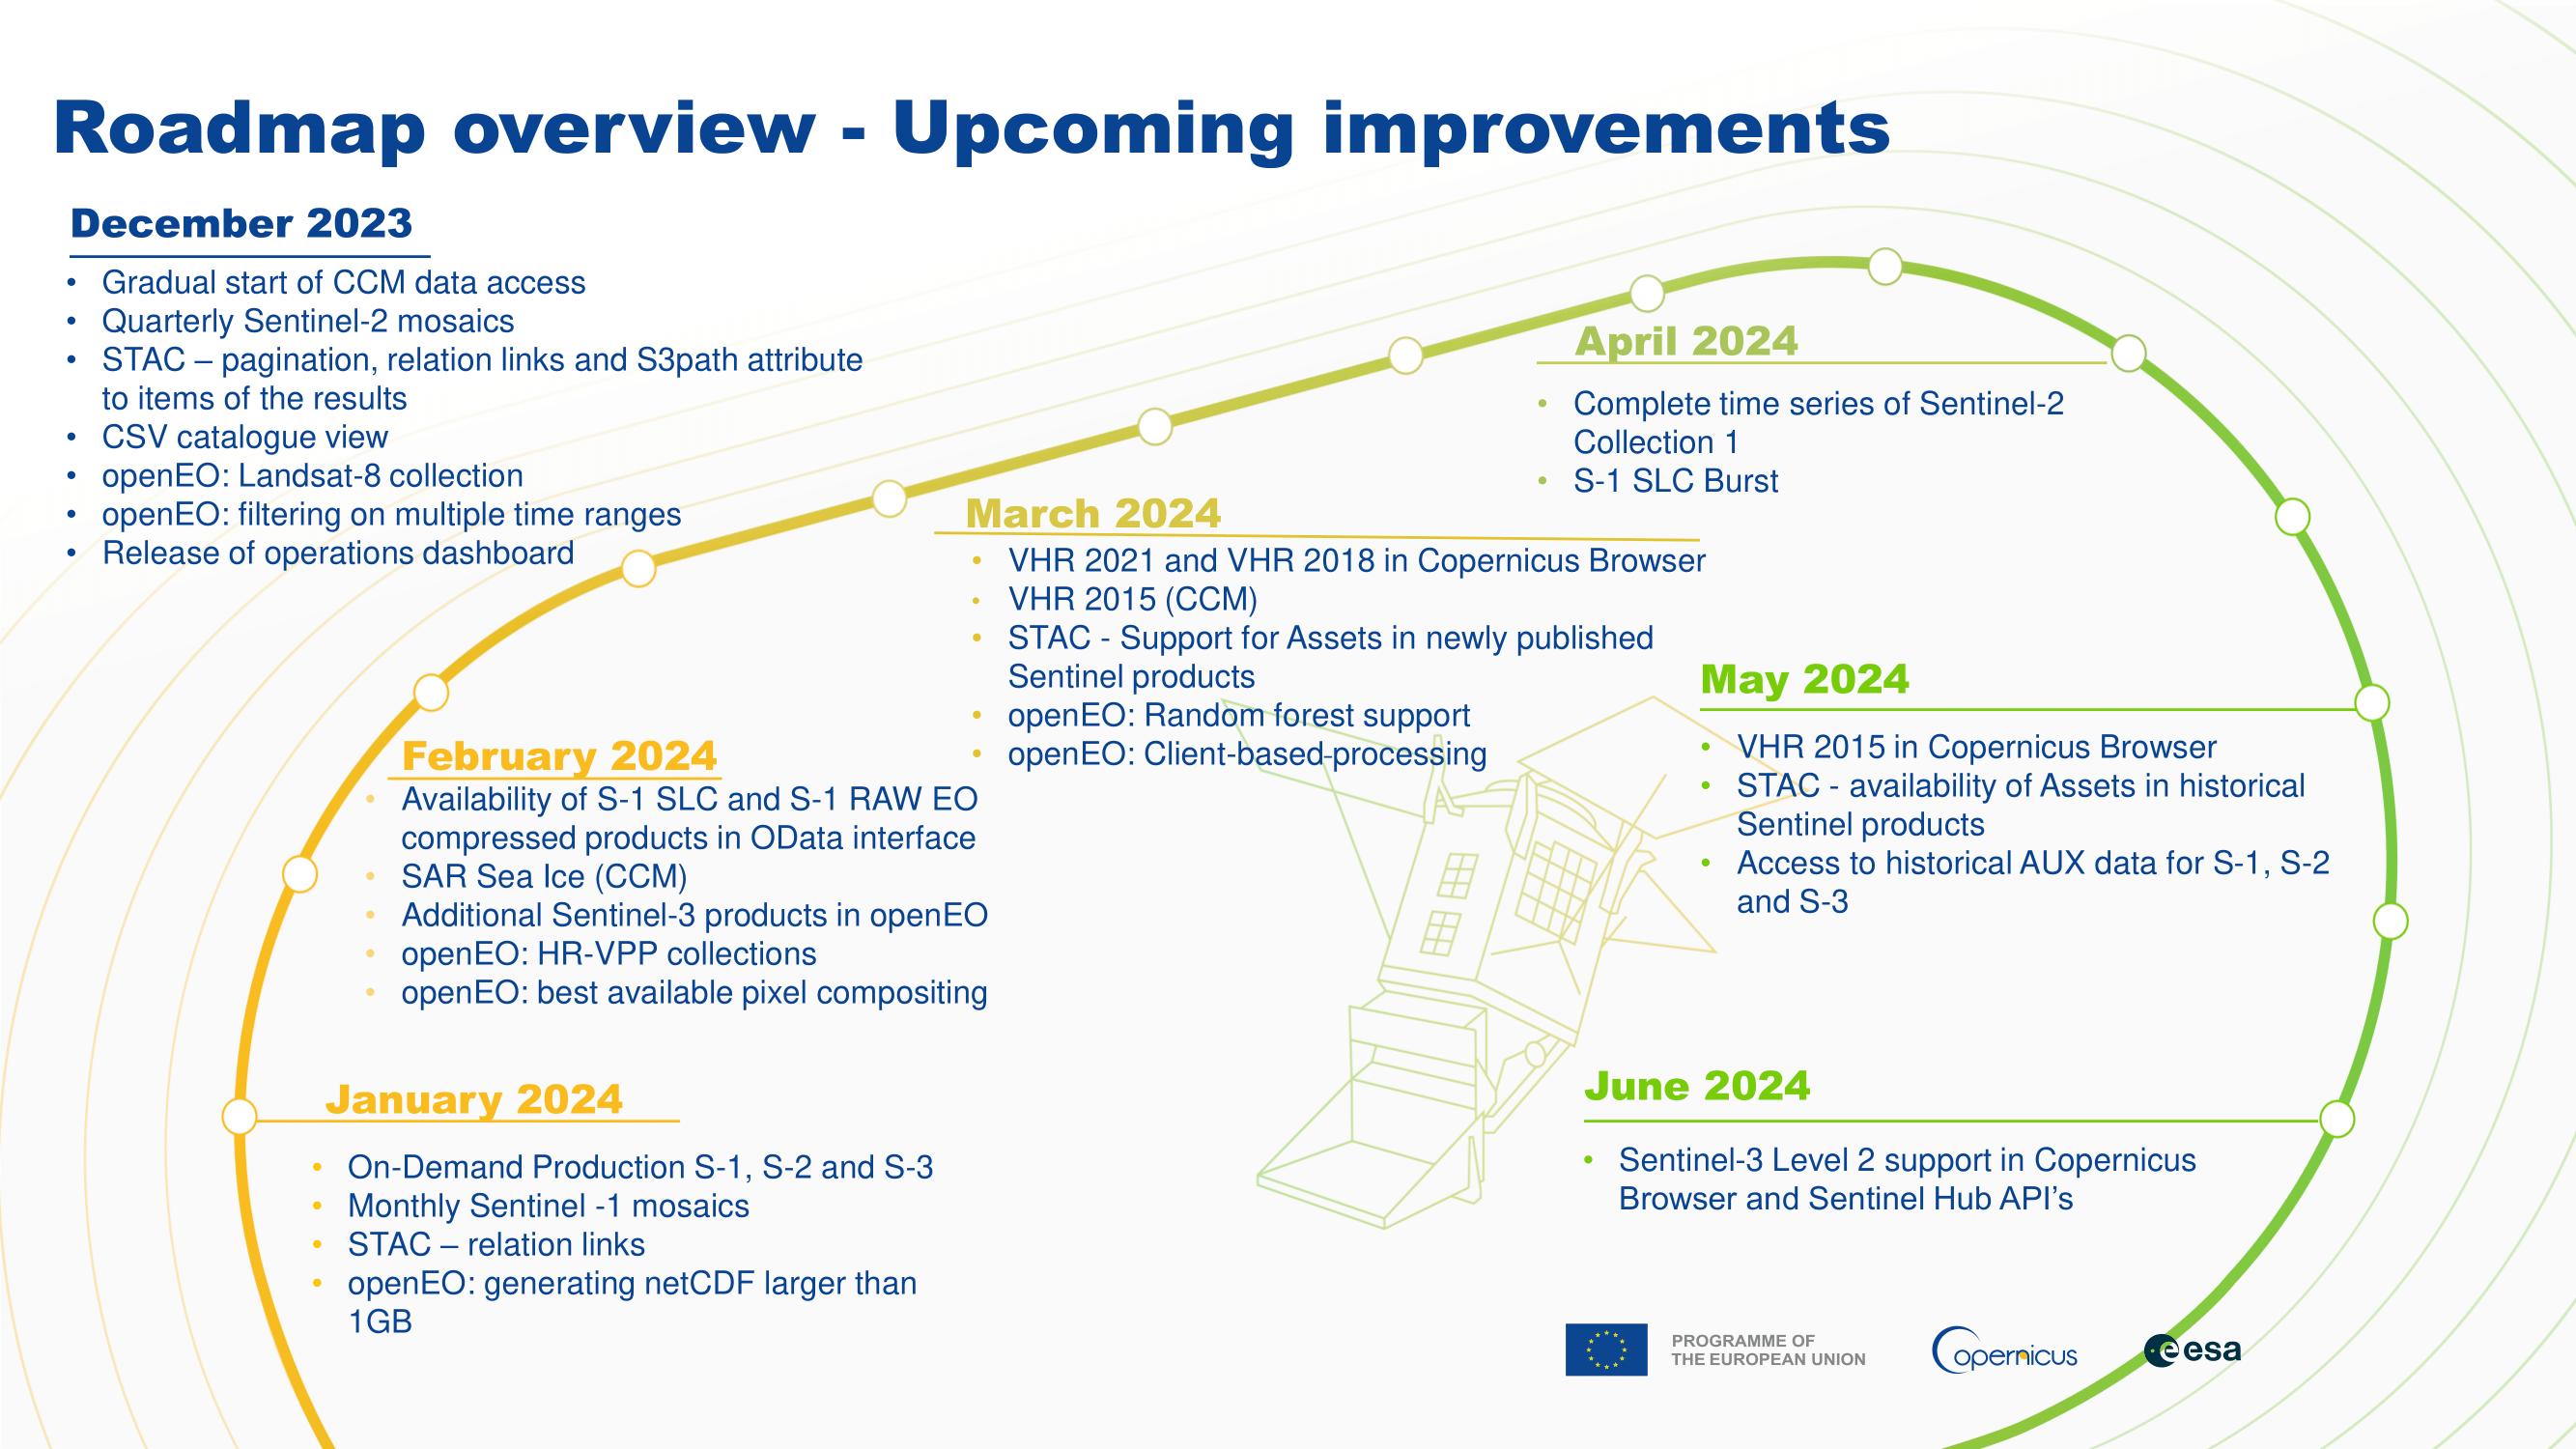 Roadmap overview - Upcoming improvements
December 2023
• Gradual start of CCM data access
• Quarterly Sentinel-2 mosaics
• STAC – pagination, relation links and S3path attribute
to items of the results
• CSV catalogue view
• openEO: Landsat-8 collection
• openEO: filtering on multiple time ranges
• Release of operations dashboard
January 2024
• On-Demand Production S-1, S-2 and S-3
• Monthly Sentinel -1 mosaics
• STAC – relation links
• openEO: generating netCDF larger than
1GB
February 2024
• Availability of S-1 SLC and S-1 RAW EO
compressed products in OData interface
• SAR Sea Ice (CCM)
• Additional Sentinel-3 products in openEO
• openEO: HR-VPP collections
• openEO: best available pixel compositing
March 2024
• VHR 2021 and VHR 2018 in Copernicus Browser
• VHR 2015 (CCM)
• STAC - Support for Assets in newly published
Sentinel products
• openEO: Random forest support
• openEO: Client-based-processing
April 2024
• Complete time series of Sentinel-2
Collection 1
• S-1 SLC Burst
May 2024
• VHR 2015 in Copernicus Browser
• STAC - availability of Assets in historical
Sentinel products
• Access to historical AUX data for S-1, S-2
and S-3
June 2024
• Sentinel-3 Level 2 support in Copernicus
Browser and Sentinel Hub API’s
PROGRAMME OF
THE EUROPEAN UNION
Copernicus
esa